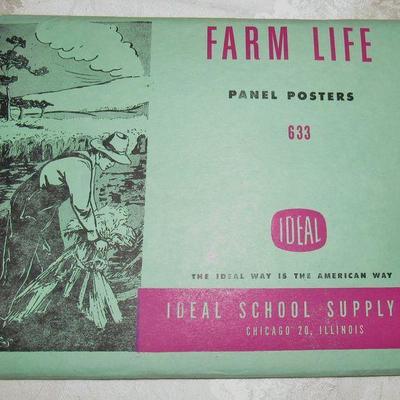 FARM LIFE
PANEL POSTERS
633
IDEAL
THE IDEAL WAY IS THE AMERICAN WAY
IDEAL SCHOOL SUPPLY
CHICAGO 20, ILLINOIS